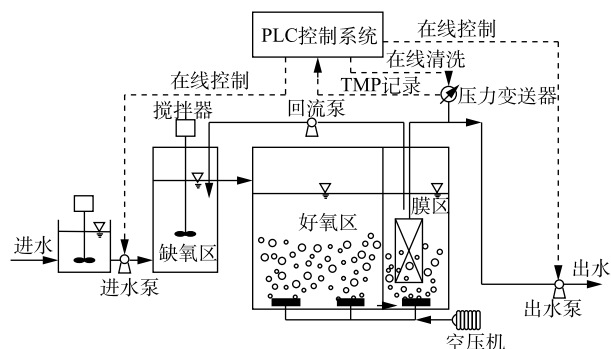 PLC控制系统
在线控制
在线清洗
在线控制
TMP记录
压力变送器
搅拌器
回流泵
膜区
好氧区
缺氧区
进水
进水泵
出水
出水泵
空压机